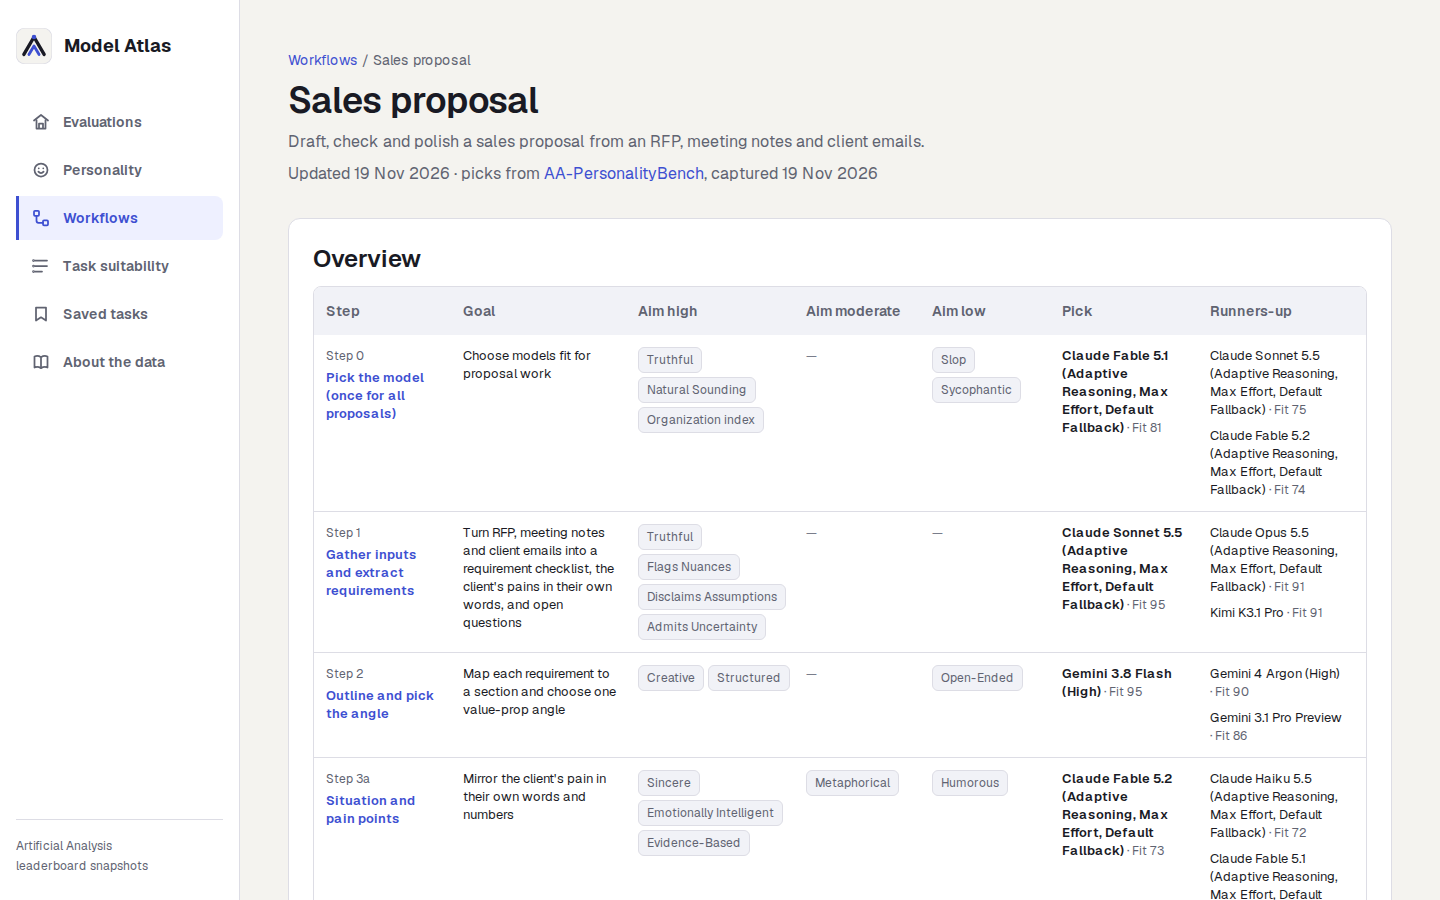 Model Atlas
Evaluations
Personality
Workflows
Task suitability
Saved tasks
About the data
Artificial Analysis
leaderboard snapshots
Workflows / Sales proposal
Sales proposal
Draft, check and polish a sales proposal from an RFP, meeting notes and client emails.
Updated 19 Nov 2026 · picks from AA-PersonalityBench, captured 19 Nov 2026
Overview
Step
Goal
Aim high
Aim moderate
Aim low
Pick
Runners-up
Step 0
Pick the model
(once for all
proposals)
Choose models fit for
proposal work
Truthful
Natural Sounding
Organization index
—
Slop
Sycophantic
Claude Fable 5.1
(Adaptive
Reasoning, Max
Effort, Default
Fallback) · Fit 81
Claude Sonnet 5.5
(Adaptive Reasoning,
Max Effort, Default
Fallback) · Fit 75
Claude Fable 5.2
(Adaptive Reasoning,
Max Effort, Default
Fallback) · Fit 74
Step 1
Gather inputs
and extract
requirements
Turn RFP, meeting notes
and client emails into a
requirement checklist, the
client's pains in their own
words, and open
questions
Truthful
Flags Nuances
Disclaims Assumptions
Admits Uncertainty
—
—
Claude Sonnet 5.5
(Adaptive
Reasoning, Max
Effort, Default
Fallback) · Fit 95
Claude Opus 5.5
(Adaptive Reasoning,
Max Effort, Default
Fallback) · Fit 91
Kimi K3.1 Pro · Fit 91
Step 2
Outline and pick
the angle
Map each requirement to
a section and choose one
value-prop angle
Creative
Structured
—
Open-Ended
Gemini 3.8 Flash
(High) · Fit 95
Gemini 4 Argon (High)
· Fit 90
Gemini 3.1 Pro Preview
· Fit 86
Step 3a
Situation and
pain points
Mirror the client's pain in
their own words and
numbers
Sincere
Emotionally Intelligent
Evidence-Based
Metaphorical
Humorous
Claude Fable 5.2
(Adaptive
Reasoning, Max
Effort, Default
Fallback) · Fit 73
Claude Haiku 5.5
(Adaptive Reasoning,
Max Effort, Default
Fallback) · Fit 72
Claude Fable 5.1
(Adaptive Reasoning,
Max Effort, Default